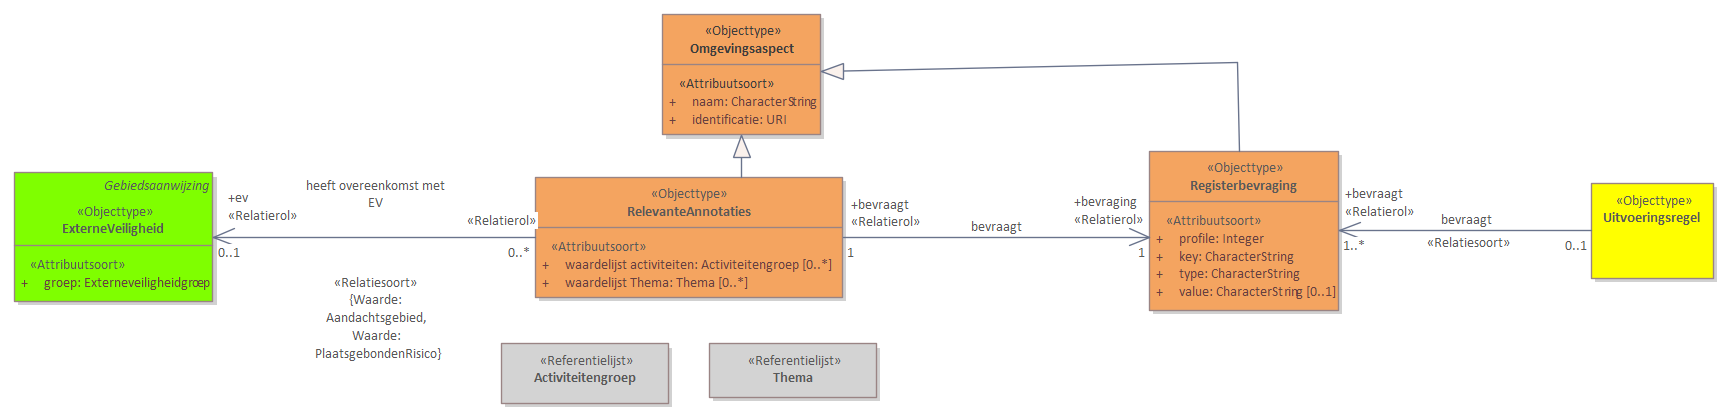 «Objecttype»
Omgevingsaspect
«Attribuutsoort»
+ naam: CharacterString
+ identificatie: URI
Gebiedsaanwijzing
«Objecttype»
ExterneVeiligheid
«Attribuutsoort»
+ groep: Externeveiligheidgroep
+ev
«Relatierol»
0..1
heeft overeenkomst met
EV
«Relatierol»
0..*
«Relatiesoort»
{Waarde:
Aandachtsgebied,
Waarde:
PlaatsgebondenRisico}
«Objecttype»
RelevanteAnnotaties
«Attribuutsoort»
+ waardelijst activiteiten: Activiteitengroep [0..*]
+ waardelijst Thema: Thema [0..*]
+bevraagt
«Relatierol»
1
bevraagt
+bevraging
«Relatierol»
1
«Objecttype»
Registerbevraging
«Attribuutsoort»
+ profile: Integer
+ key: CharacterString
+ type: CharacterString
+ value: CharacterString [0..1]
+bevraagt
«Relatierol»
1..*
bevraagt
«Relatiesoort»
0..1
«Objecttype»
Uitvoeringsregel
«Referentielijst»
Activiteitengroep
«Referentielijst»
Thema